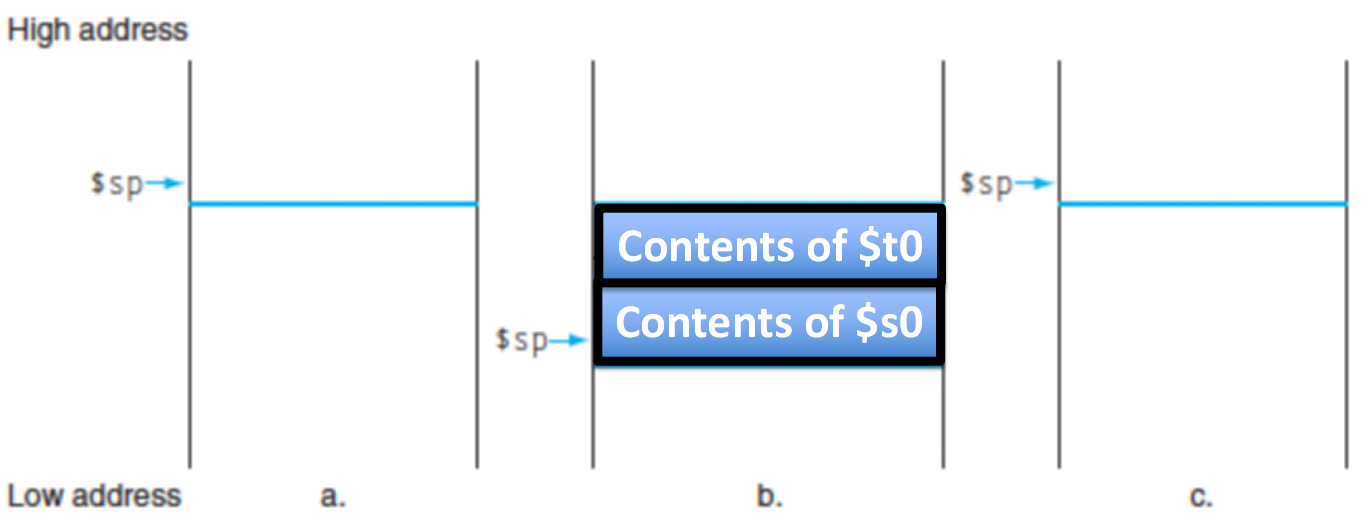 High address
$sp
$sp
Contents of $t0
Contents of $s0
$sp
Low address
a.
b.
c.